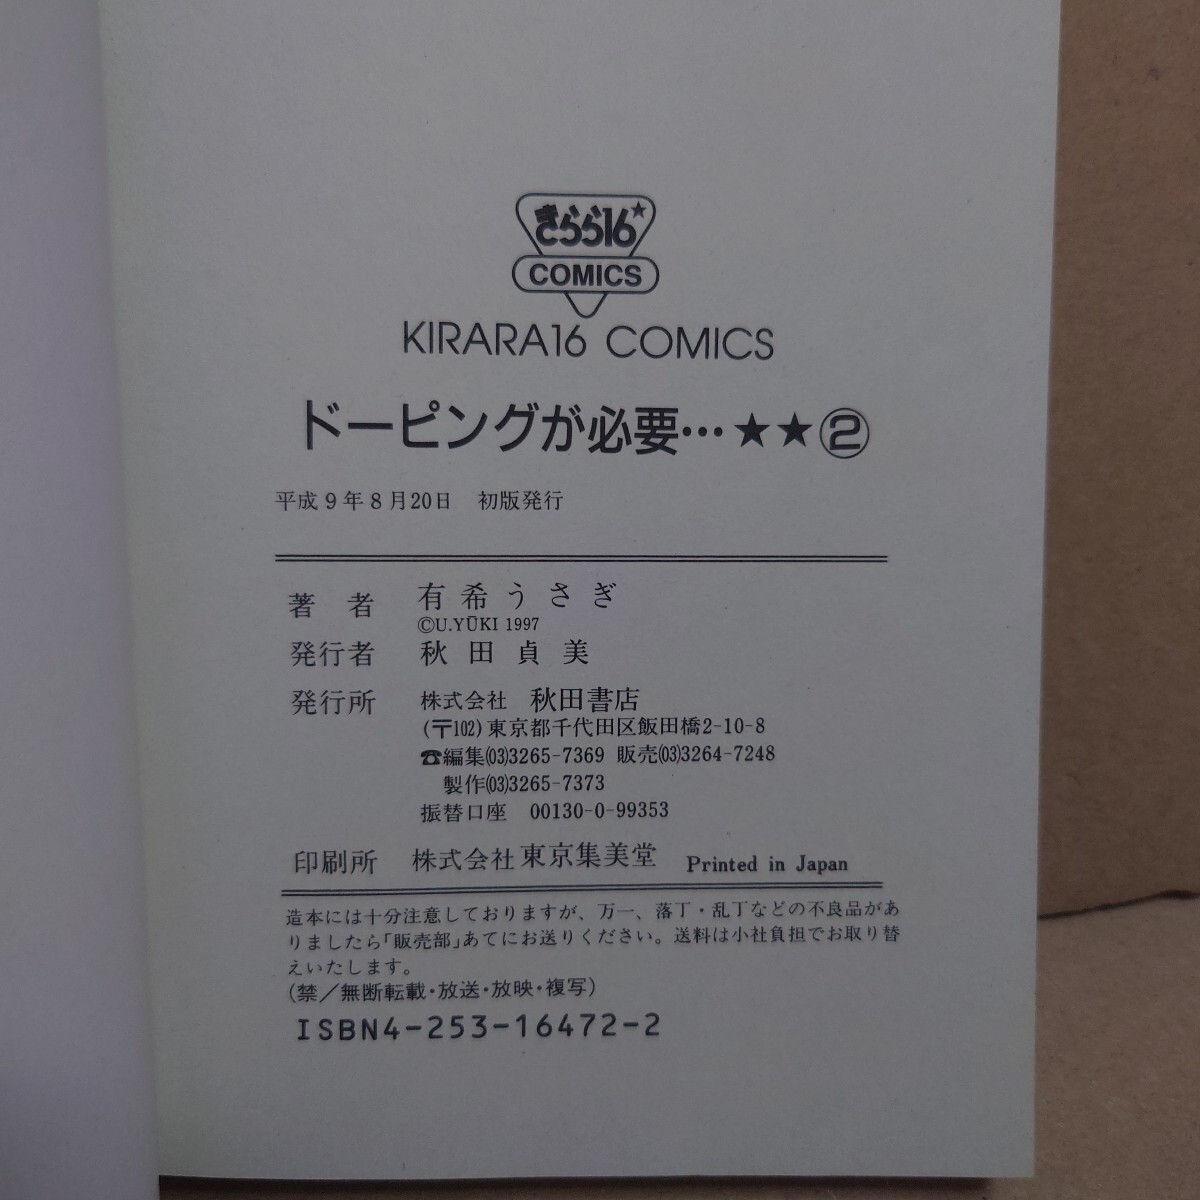 きらら16★
COMICS
KIRARA16 COMICS
ドーピングが必要…★★②
平成9年8月20日　初版発行
著者　有希うさぎ
©U.YŪKI 1997
発行者　秋田貞美
発行所　株式会社　秋田書店
(〒102)東京都千代田区飯田橋2-10-8
☎編集(03)3265-7369 販売(03)3264-7248
製作(03)3265-7373
振替口座　00130-0-99353
印刷所　株式会社東京集美堂　Printed in Japan
造本には十分注意しておりますが、万一、落丁・乱丁などの不良品があ
りましたら「販売部」あてにお送りください。送料は小社負担でお取り替
えいたします。
(禁／無断転載・放送・放映・複写)
ISBN4-253-16472-2